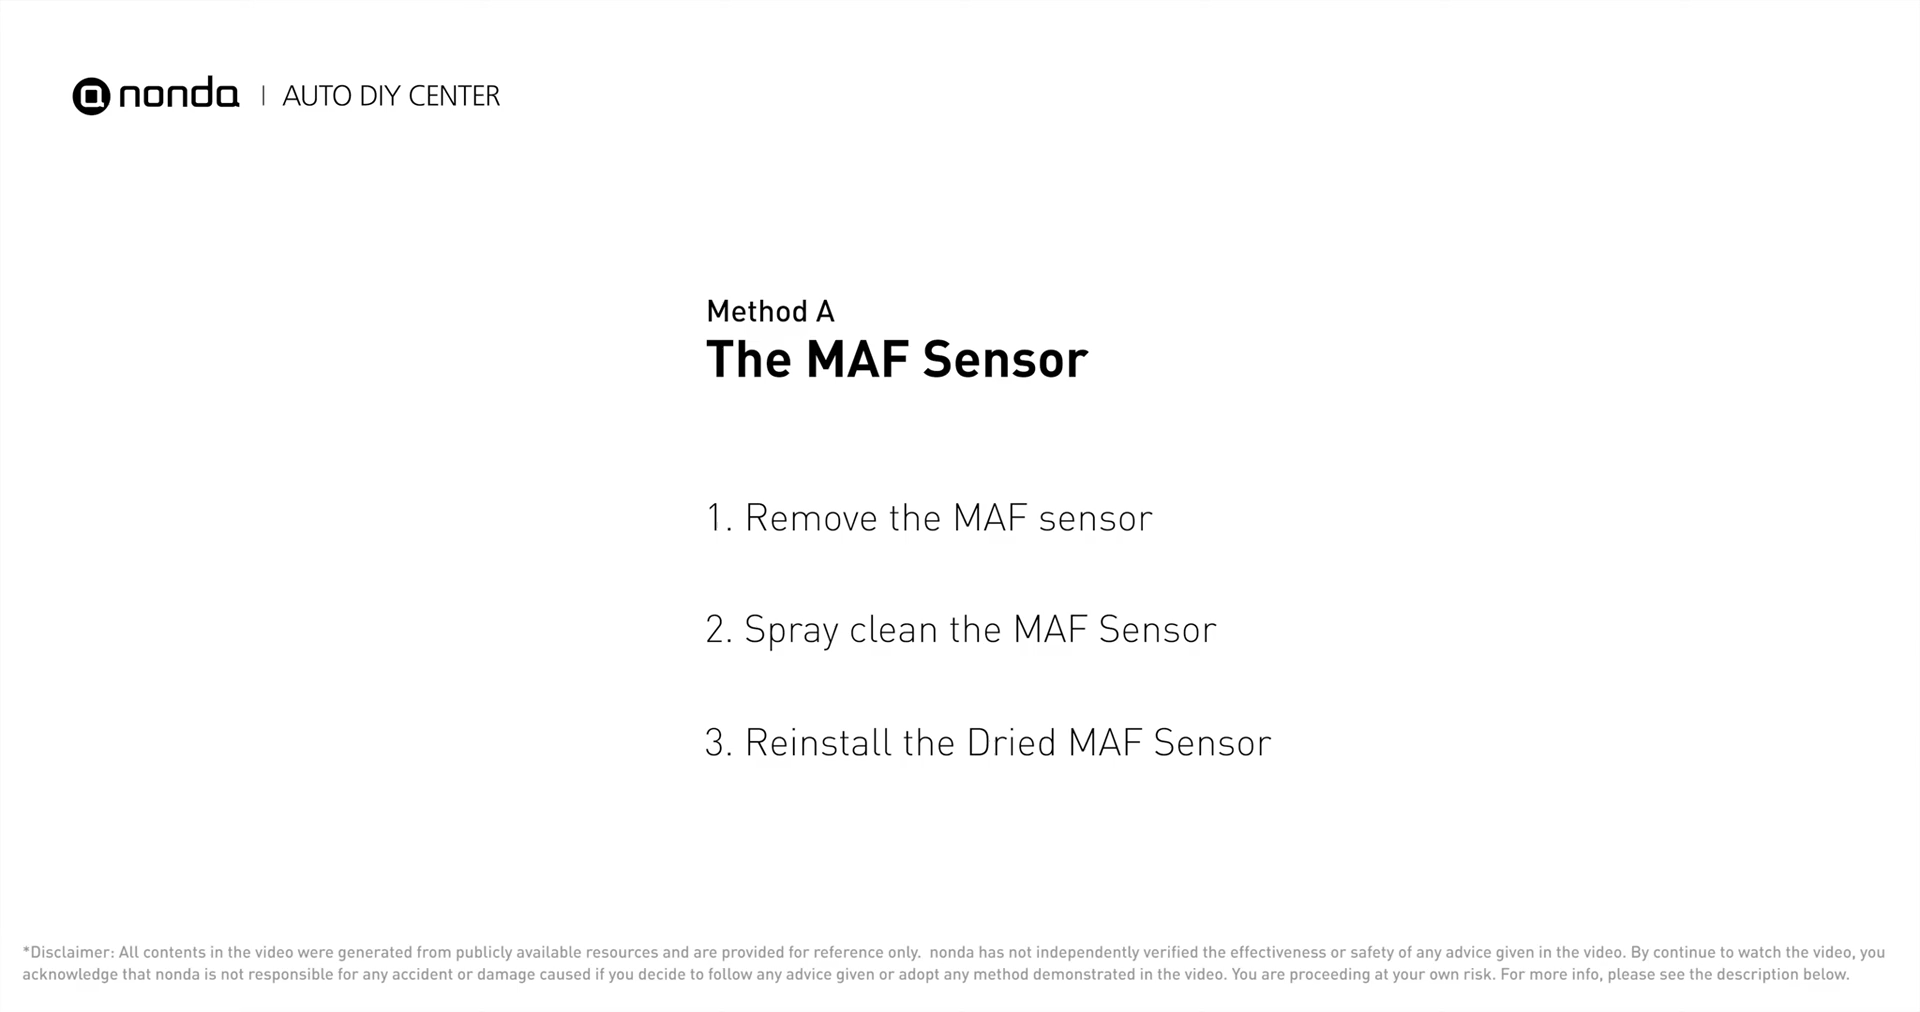 nonda | AUTO DIY CENTER
Method A
The MAF Sensor
1. Remove the MAF sensor
2. Spray clean the MAF Sensor
3. Reinstall the Dried MAF Sensor
*Disclaimer: All contents in the video were generated from publicly available resources and are provided for reference only.  nonda has not independently verified the effectiveness or safety of any advice given in the video. By continue to watch the video, you
acknowledge that nonda is not responsible for any accident or damage caused if you decide to follow any advice given or adopt any method demonstrated in the video. You are proceeding at your own risk. For more info, please see the description below.